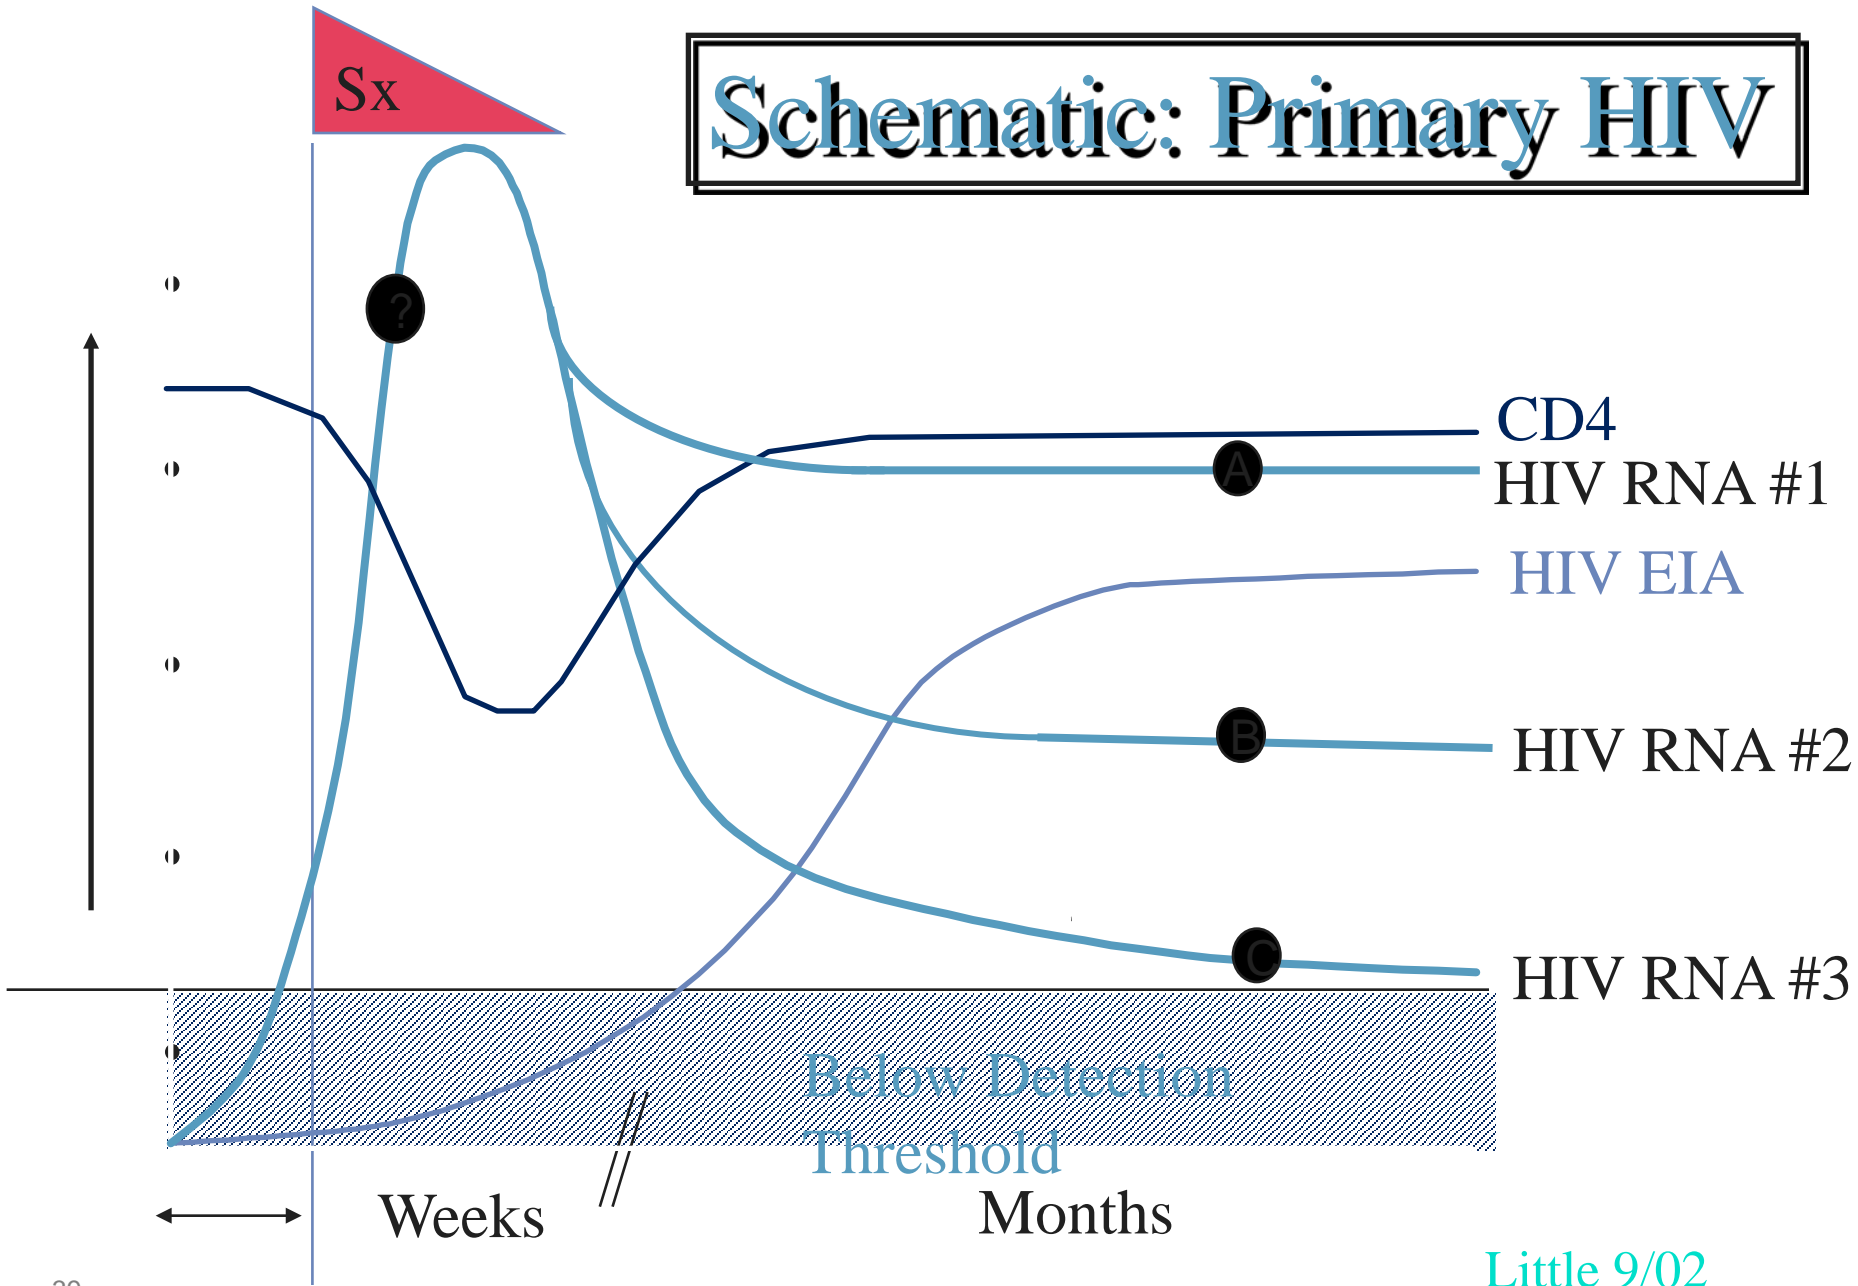 Sx
Schematic: Primary HIV
?
CD4
A
HIV RNA #1
HIV EIA
B
HIV RNA #2
C
HIV RNA #3
Below Detection
Threshold
Weeks
Months
Little 9/02